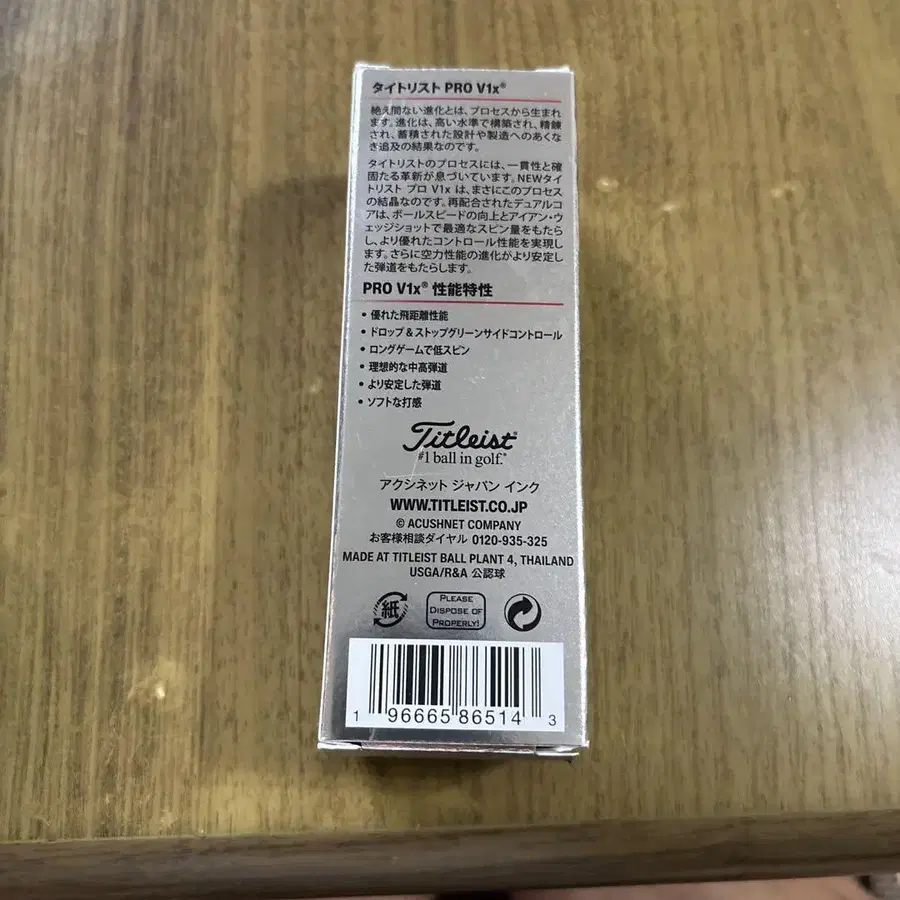 タイトリスト PRO V1x®
絶え間ない進化とは、プロセスから生まれ
ます。進化は、高い水準で構築され、精錬
され、蓄積された設計や製造へのあくな
き追及の結果なのです。
タイトリストのプロセスには、一貫性と確
固たる革新が息づいています。NEWタイ
トリスト プロ V1x は、まさにこのプロセス
の結晶なのです。再配合されたデュアルコ
アは、ボールスピードの向上とアイアン・ウ
ェッジショットで最適なスピン量をもたら
し、より優れたコントロール性能を実現し
ます。さらに空力性能の進化がより安定し
た弾道をもたらします。
PRO V1x® 性能特性
• 優れた飛距離性能
• ドロップ＆ストップグリーンサイドコントロール
• ロングゲームで低スピン
• 理想的な中高弾道
• より安定した弾道
• ソフトな打感
Titleist®
#1 ball in golf.®
アクシネット ジャパン インク
WWW.TITLEIST.CO.JP
© ACUSHNET COMPANY
お客様相談ダイヤル 0120-935-325
MADE AT TITLEIST BALL PLANT 4, THAILAND
USGA/R&A 公認球
紙
PLEASE
DISPOSE OF
PROPERLY!
1 96665 86514 3